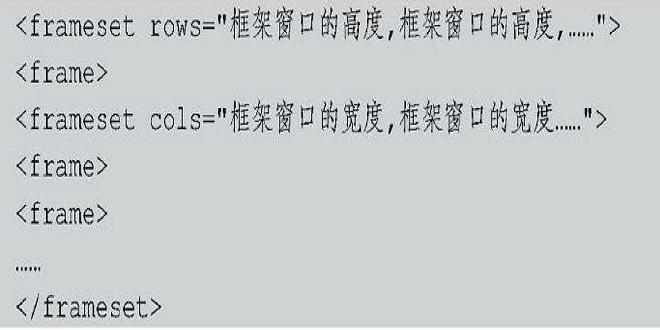 <frameset rows="框架窗口的高度,框架窗口的高度,……">
<frame>
<frameset cols="框架窗口的宽度,框架窗口的宽度……">
<frame>
<frame>
……
</frameset>